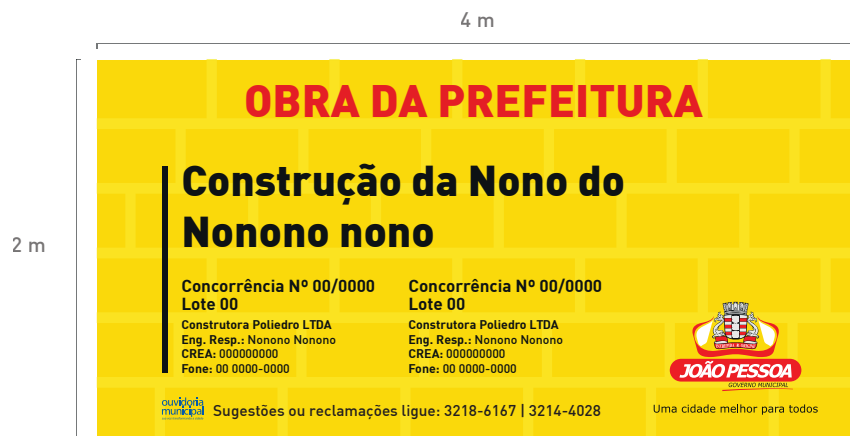 4 m
2 m
OBRA DA PREFEITURA
Construção da Nono do
Nonono nono
Concorrência Nº 00/0000
Lote 00
Construtora Poliedro LTDA
Eng. Resp.: Nonono Nonono
CREA: 000000000
Fone: 00 0000-0000
Concorrência Nº 00/0000
Lote 00
Construtora Poliedro LTDA
Eng. Resp.: Nonono Nonono
CREA: 000000000
Fone: 00 0000-0000
JOÃO PESSOA
GOVERNO MUNICIPAL
Uma cidade melhor para todos
ouvidoria
municipal
Sugestões ou reclamações ligue: 3218-6167 | 3214-4028